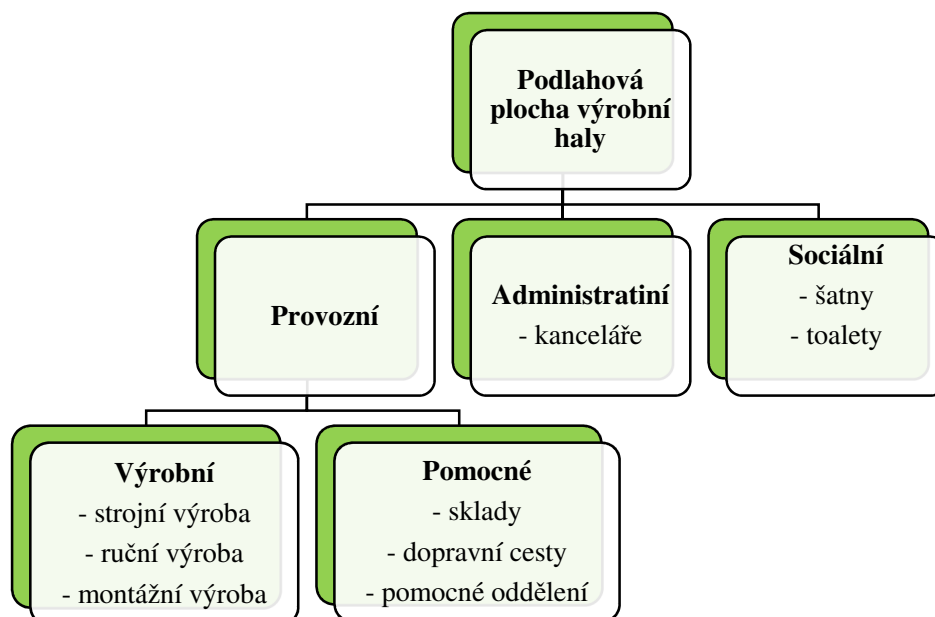 Podlahová
plocha výrobní
haly
Provozní
Administratiní
- kanceláře
Sociální
- šatny
- toalety
Výrobní
- strojní výroba
- ruční výroba
- montážní výroba
Pomocné
- sklady
- dopravní cesty
- pomocné oddělení